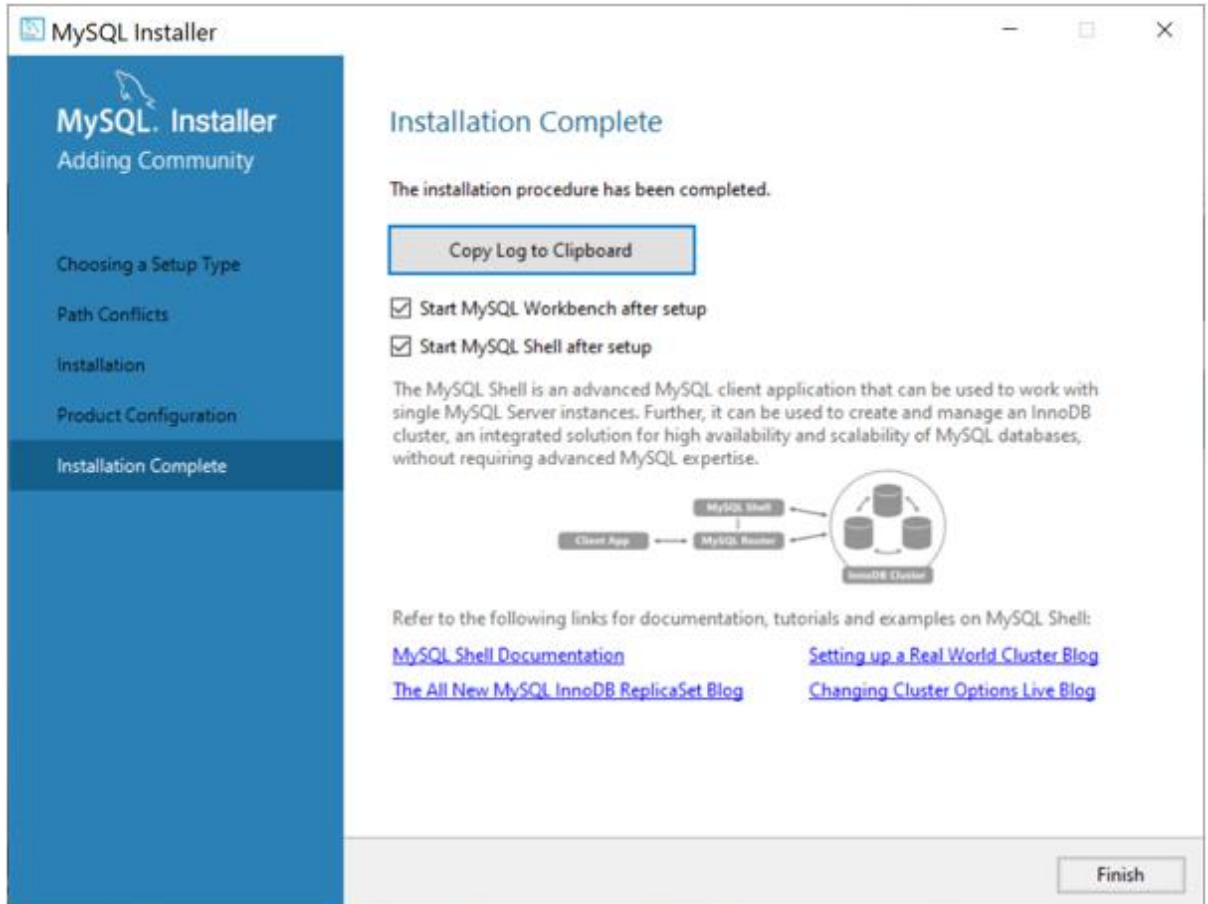 MySQL Installer
MySQL. Installer
Adding Community
Choosing a Setup Type
Path Conflicts
Installation
Product Configuration
Installation Complete
Installation Complete
The installation procedure has been completed.
Copy Log to Clipboard
Start MySQL Workbench after setup
Start MySQL Shell after setup
The MySQL Shell is an advanced MySQL client application that can be used to work with
single MySQL Server instances. Further, it can be used to create and manage an InnoDB
cluster, an integrated solution for high availability and scalability of MySQL databases,
without requiring advanced MySQL expertise.
MySQL Shell
Client App
MySQL Router
InnoDB Cluster
Refer to the following links for documentation, tutorials and examples on MySQL Shell:
MySQL Shell Documentation
Setting up a Real World Cluster Blog
The All New MySQL InnoDB ReplicaSet Blog
Changing Cluster Options Live Blog
Finish